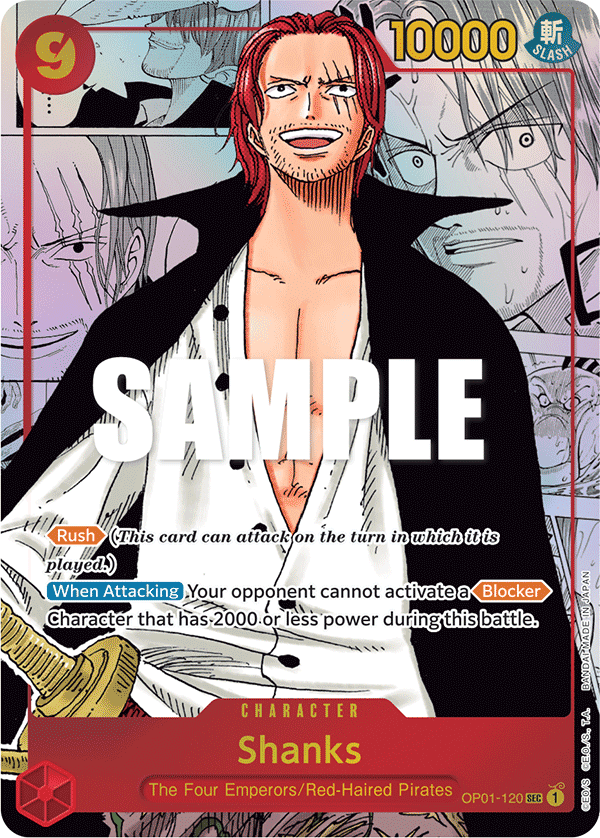 9
10000
斬
SLASH
SAMPLE
Rush (This card can attack on the turn in which it is
played.)
When Attacking Your opponent cannot activate a Blocker
Character that has 2000 or less power during this battle.
CHARACTER
Shanks
The Four Emperors/Red-Haired Pirates
OP01-120 SEC 1
©E.O/S. ©E.O./S., T.A. BANDAI MADE IN JAPAN